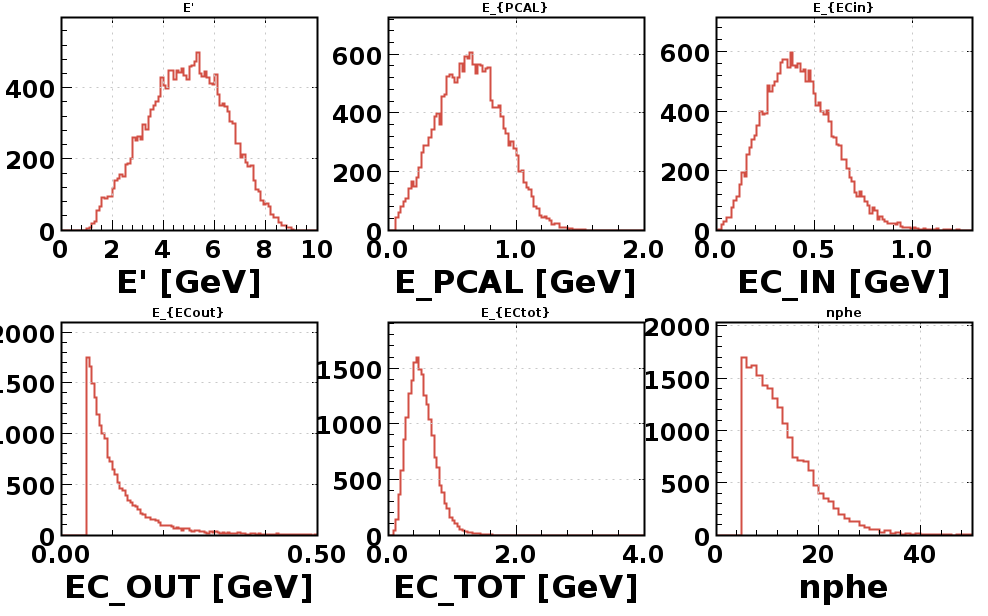 E'
E_{PCAL}
E_{ECin}
400
200
0
0 2 4 6 8 10
E' [GeV]
600
400
200
0
0.0 1.0 2.0
E_PCAL [GeV]
600
400
200
0
0.0 0.5 1.0
EC_IN [GeV]
E_{ECout}
E_{ECtot}
nphe
2000
1500
1000
500
0
0.00 0.50
EC_OUT [GeV]
1500
1000
500
0
0.0 2.0 4.0
EC_TOT [GeV]
2000
1500
1000
500
0
0 20 40
nphe